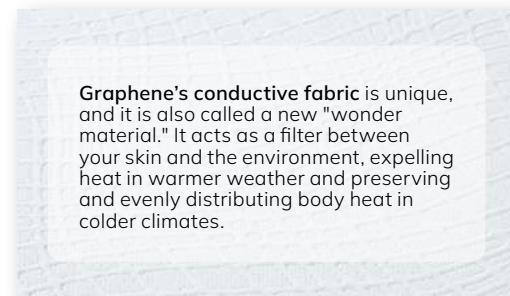 Graphene's conductive fabric is unique,
and it is also called a new "wonder
material." It acts as a filter between
your skin and the environment, expelling
heat in warmer weather and preserving
and evenly distributing body heat in
colder climates.